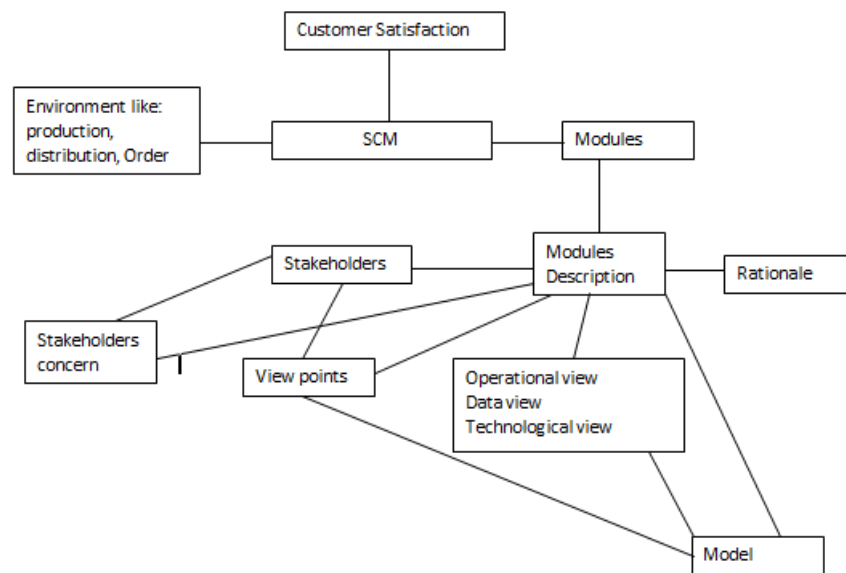 Customer Satisfaction
Environment like:
production,
distribution, Order
SCM
Modules
Stakeholders
Modules
Description
Rationale
Stakeholders
concern
View points
Operational view
Data view
Technological view
Model